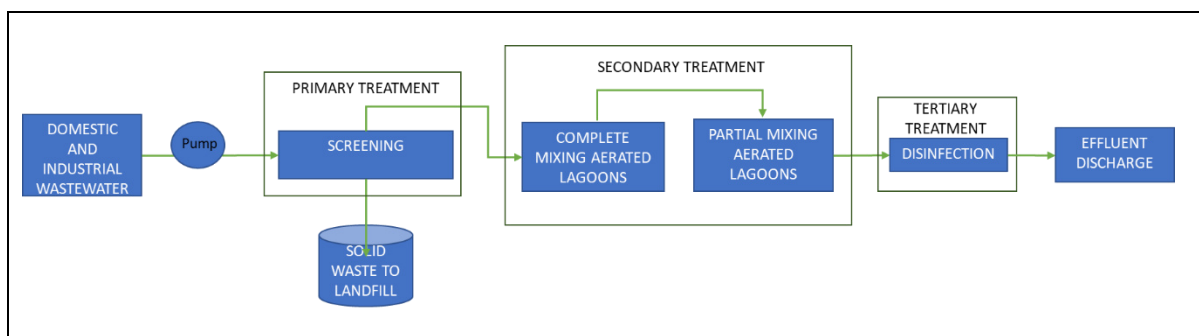 DOMESTIC
AND
INDUSTRIAL
WASTEWATER
Pump
PRIMARY TREATMENT
SCREENING
SOLID
WASTE TO
LANDFILL
SECONDARY TREATMENT
COMPLETE
MIXING AERATED
LAGOONS
PARTIAL MIXING
AERATED
LAGOONS
TERTIARY
TREATMENT
DISINFECTION
EFFLUENT
DISCHARGE